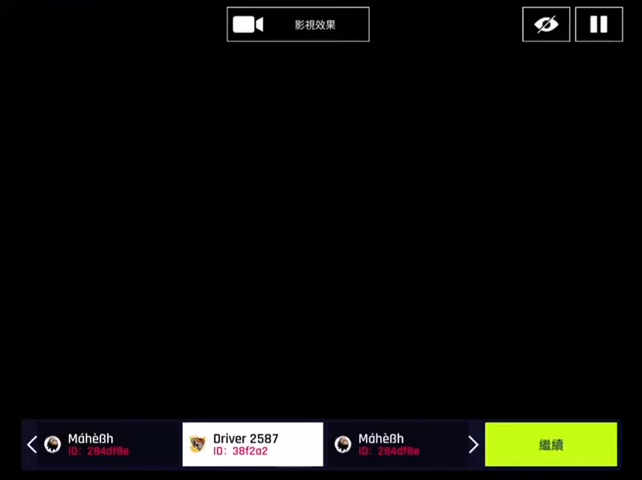 影視效果
Máhèßh
ID: 284df8e
Driver 2587
ID: 38f2a2
Máhèßh
ID: 284df8e
繼續